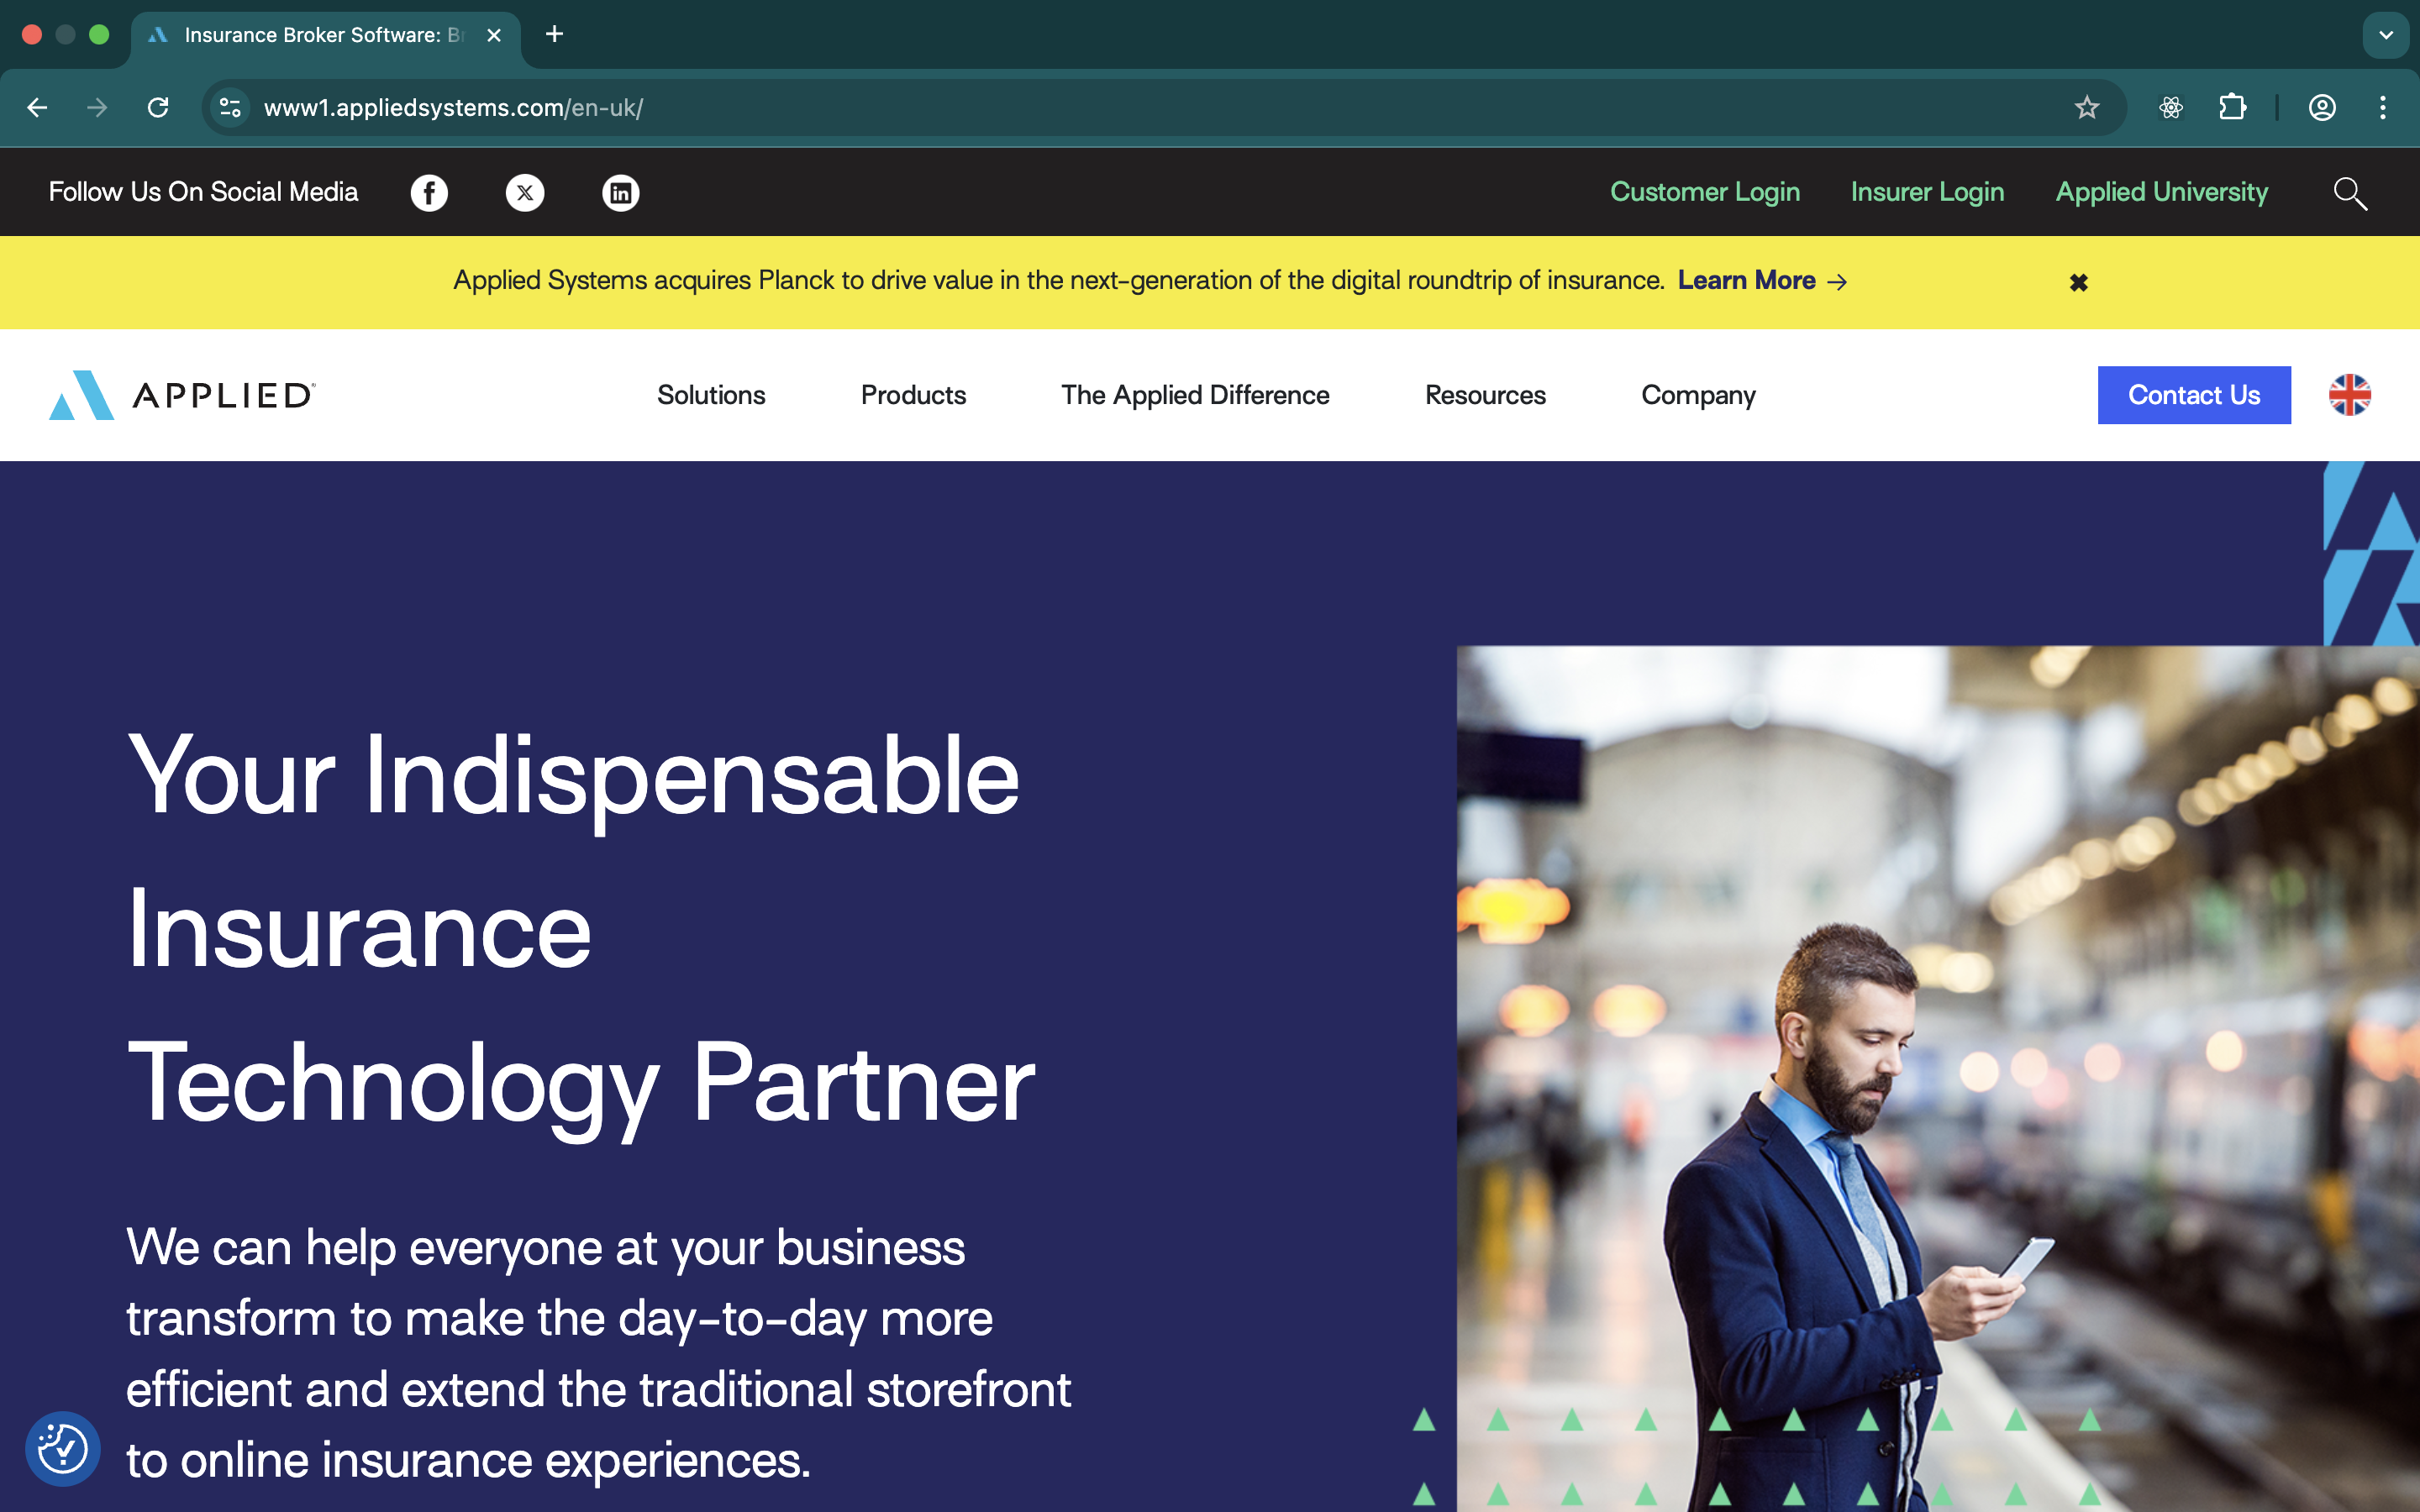 Insurance Broker Software: Br
www1.appliedsystems.com/en-uk/
Follow Us On Social Media
Customer Login Insurer Login Applied University
Applied Systems acquires Planck to drive value in the next-generation of the digital roundtrip of insurance. Learn More →
APPLIED®
Solutions Products The Applied Difference Resources Company
Contact Us
Your Indispensable
Insurance
Technology Partner
We can help everyone at your business
transform to make the day-to-day more
efficient and extend the traditional storefront
to online insurance experiences.